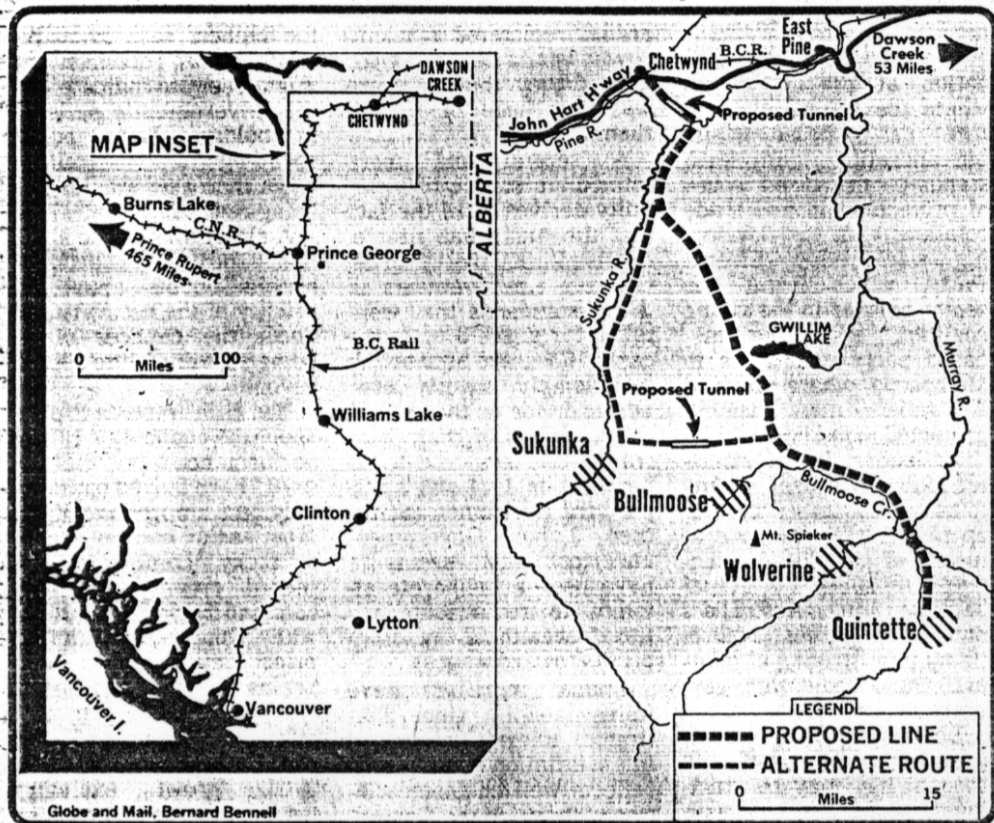 DAWSON
CREEK
CHETWYND
MAP INSET
ALBERTA
Burns Lake
C.N.R.
Prince Rupert
465 Miles
Prince George
0 100
Miles
B.C. Rail
Williams Lake
Clinton
Lytton
Vancouver I.
Vancouver
Globe and Mail, Bernard Bennell
East
Pine
Dawson
Creek
53 Miles
B.C.R.
Chetwynd
John Hart H'way
Pine R.
Proposed Tunnel
Sukunka R.
GWILLIM
LAKE
Murray R.
Proposed Tunnel
Sukunka
Bullmoose
Bullmoose Cr.
Mt. Spieker
Wolverine
Quintette
LEGEND
PROPOSED LINE
ALTERNATE ROUTE
0 15
Miles